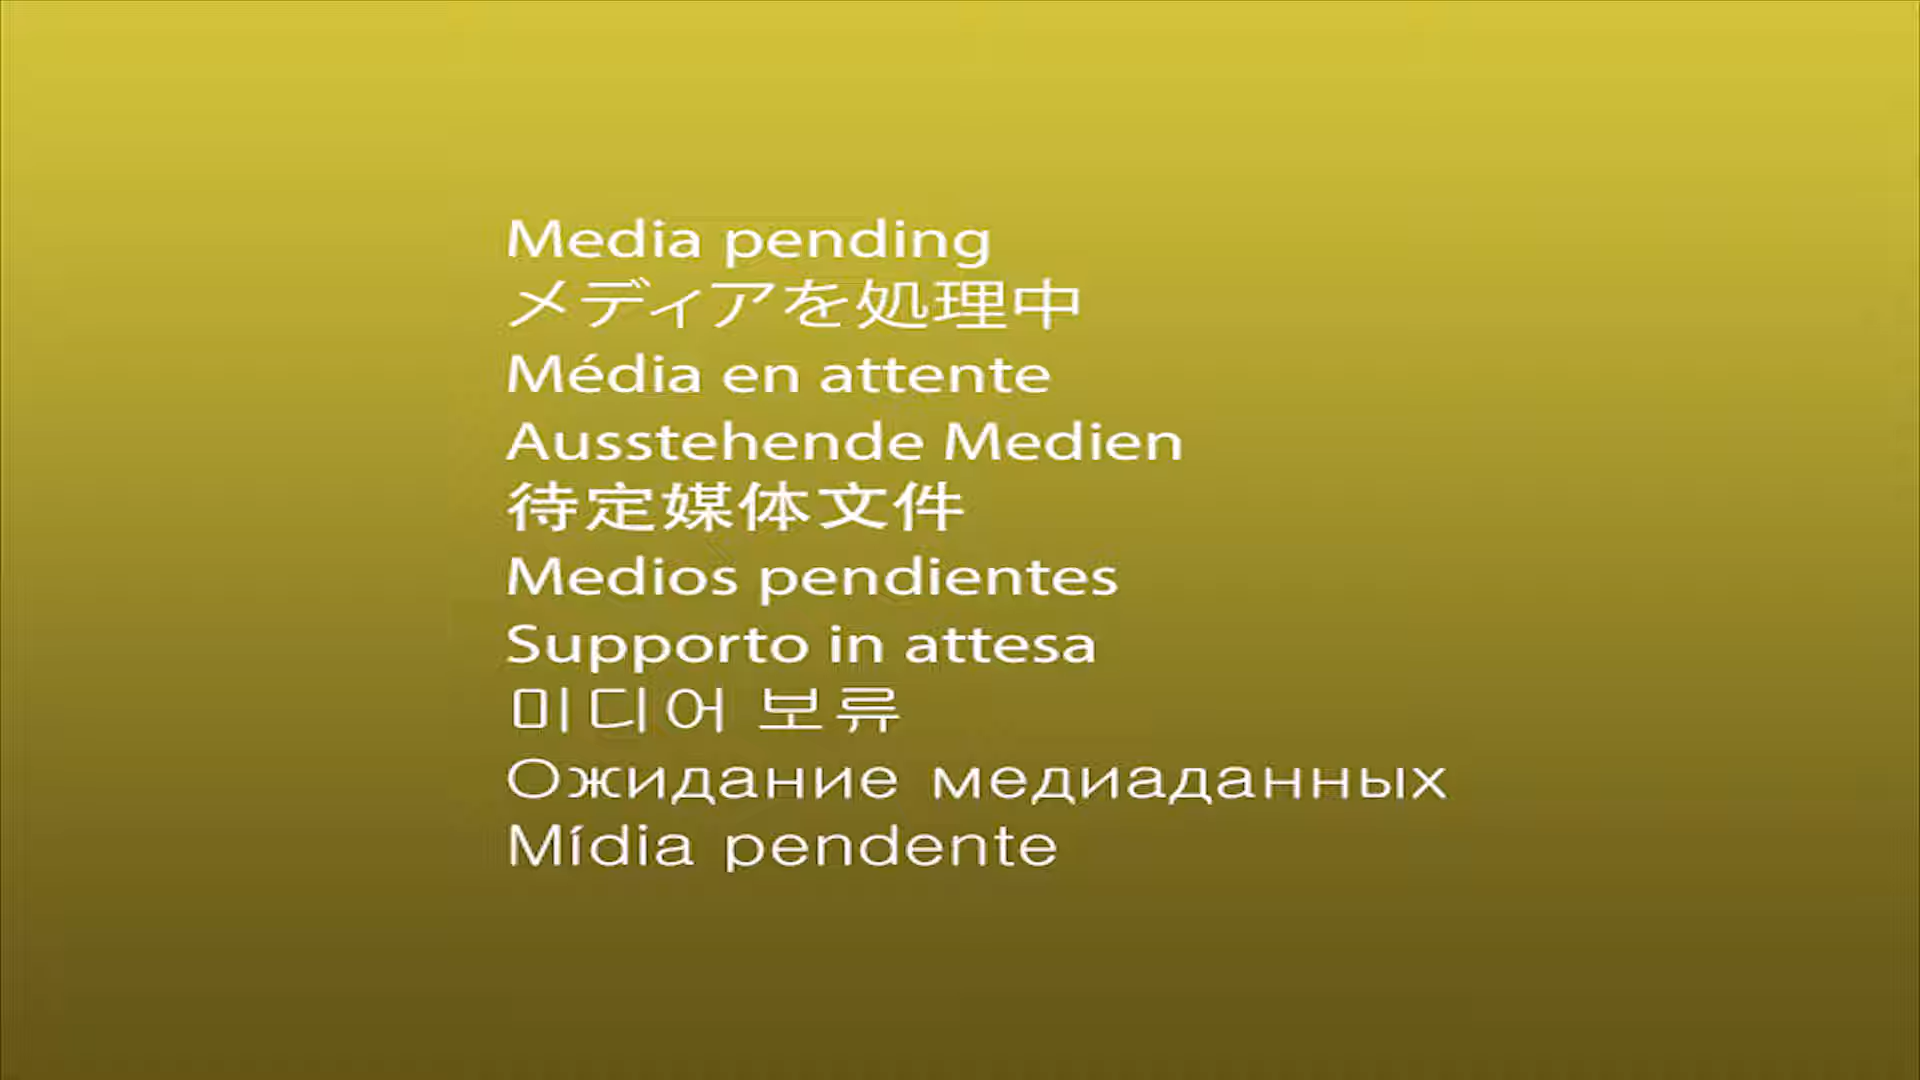 Media pending
メディアを処理中
Média en attente
Ausstehende Medien
待定媒体文件
Medios pendientes
Supporto in attesa
미디어 보류
Ожидание медиаданных
Mídia pendente